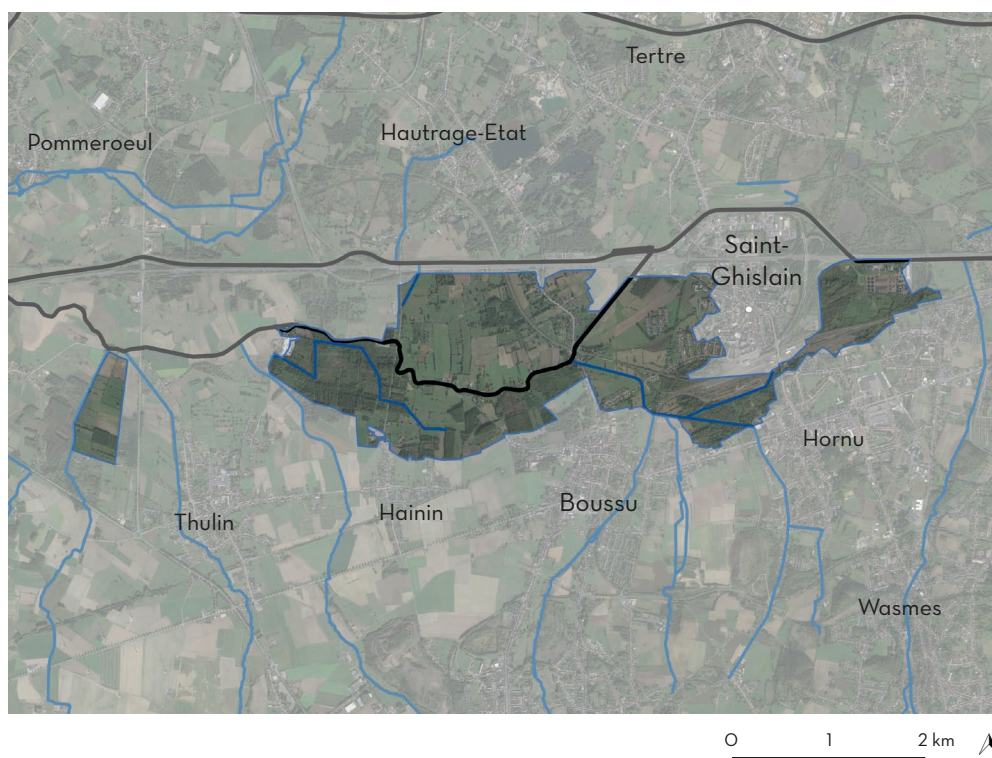 Tertre
Pommeroeul
Hautrage-Etat
Saint-
Ghislain
Hornu
Boussu
Hainin
Thulin
Wasmes
0 1 2 km